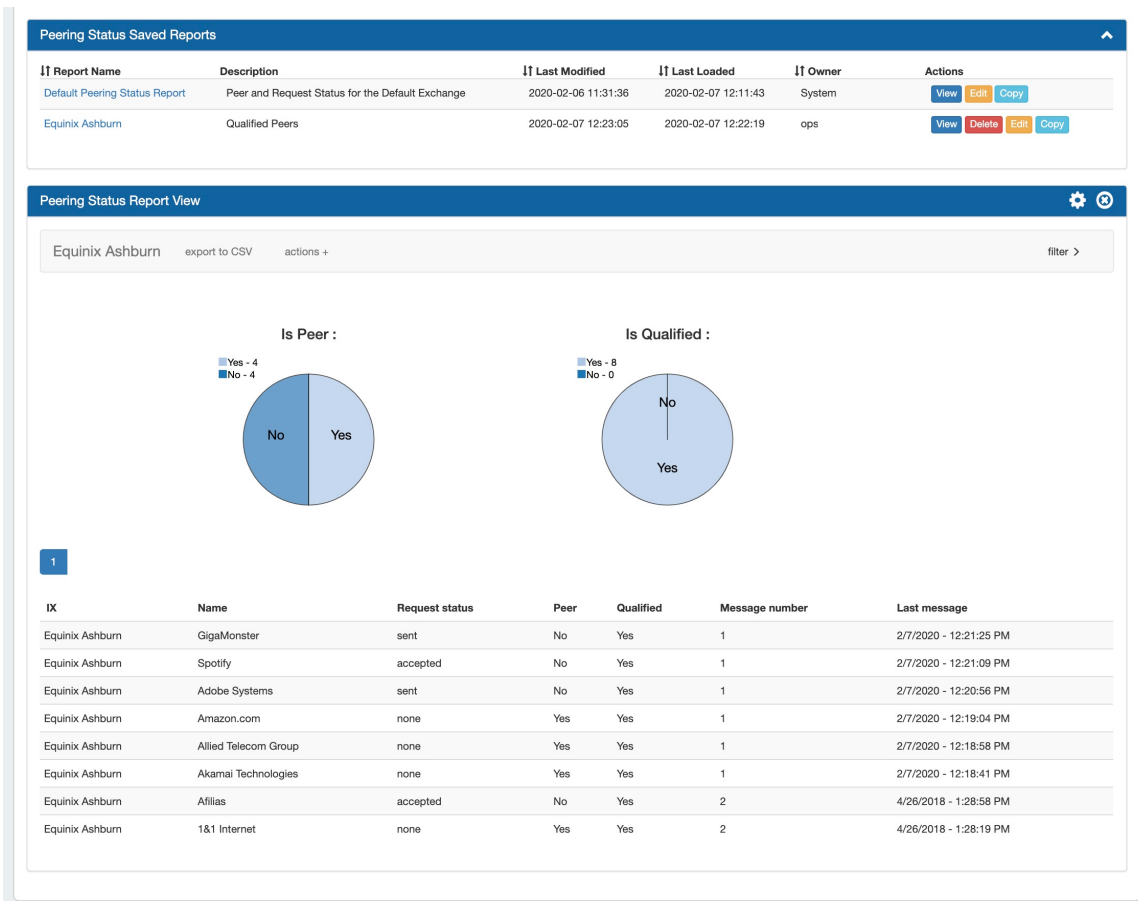 Peering Status Saved Reports
Report Name Description Last Modified Last Loaded Owner Actions
Default Peering Status Report Peer and Request Status for the Default Exchange 2020-02-06 11:31:36 2020-02-07 12:11:43 System View Edit Copy
Equinix Ashburn Qualified Peers 2020-02-07 12:23:05 2020-02-07 12:22:19 ops View Delete Edit Copy
Peering Status Report View
Equinix Ashburn export to CSV actions + filter >
Is Peer : Is Qualified :
Yes - 4 Yes - 8
No - 4 No - 0
No
No Yes
Yes
1
IX Name Request status Peer Qualified Message number Last message
Equinix Ashburn GigaMonster sent No Yes 1 2/7/2020 - 12:21:25 PM
Equinix Ashburn Spotify accepted No Yes 1 2/7/2020 - 12:21:09 PM
Equinix Ashburn Adobe Systems sent No Yes 1 2/7/2020 - 12:20:56 PM
Equinix Ashburn Amazon.com none Yes Yes 1 2/7/2020 - 12:19:04 PM
Equinix Ashburn Allied Telecom Group none Yes Yes 1 2/7/2020 - 12:18:58 PM
Equinix Ashburn Akamai Technologies none Yes Yes 1 2/7/2020 - 12:18:41 PM
Equinix Ashburn Afilias accepted No Yes 2 4/26/2018 - 1:28:58 PM
Equinix Ashburn 1&1 Internet none Yes Yes 2 4/26/2018 - 1:28:19 PM